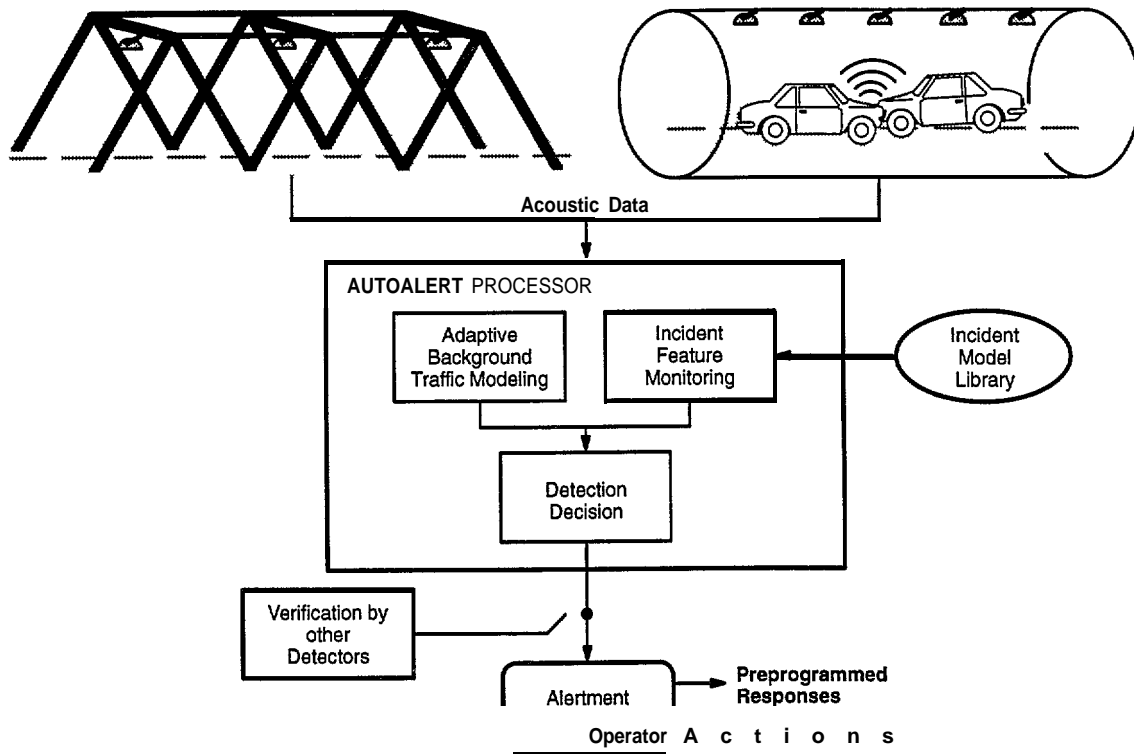 Acoustic Data
AUTOALERT PROCESSOR
Adaptive
Background
Traffic Modeling
Incident
Feature
Monitoring
Incident
Model
Library
Detection
Decision
Verification by
other
Detectors
Alertment
Preprogrammed
Responses
Operator A c t i o n s